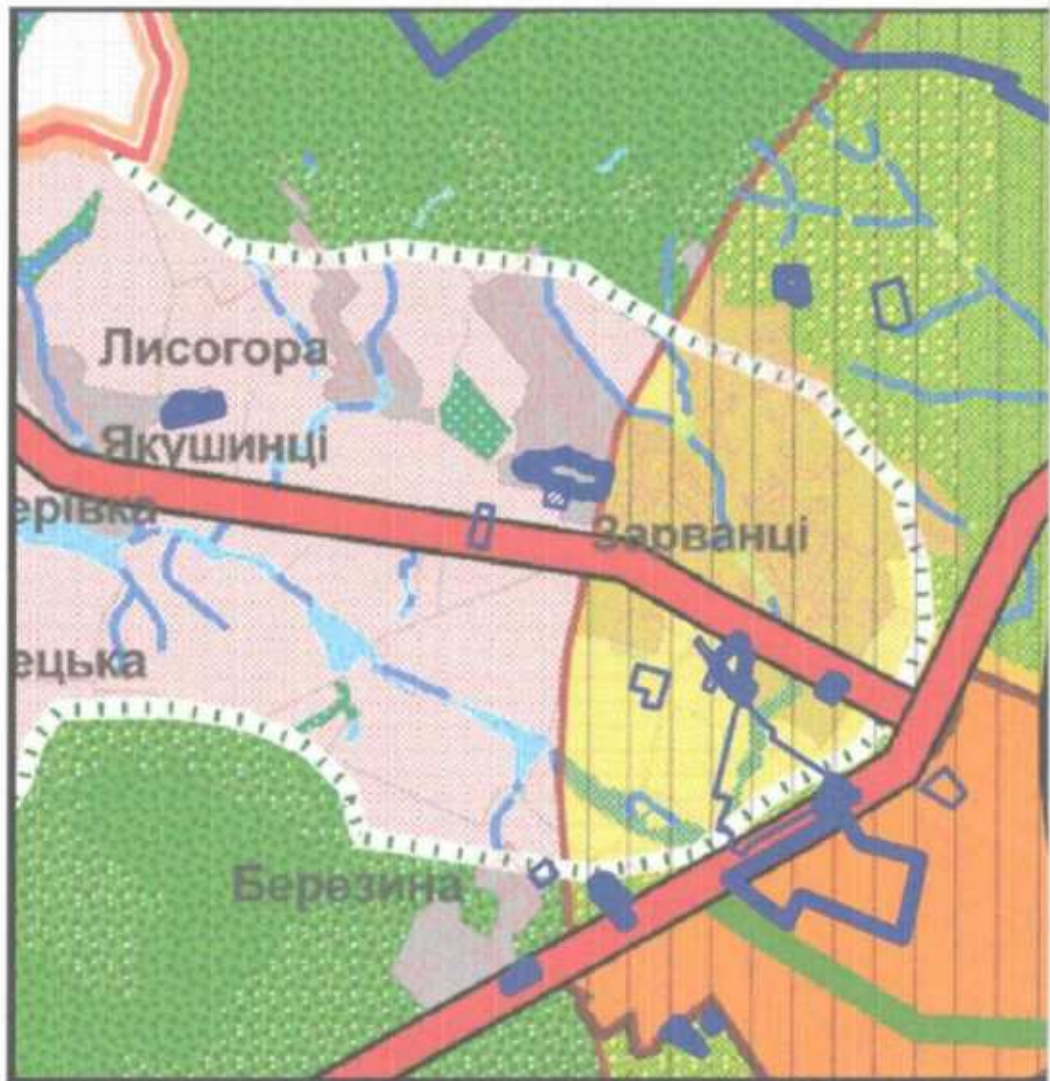 Лисогора
Якушинці
ерівка
Зарванці
ецька
Березина